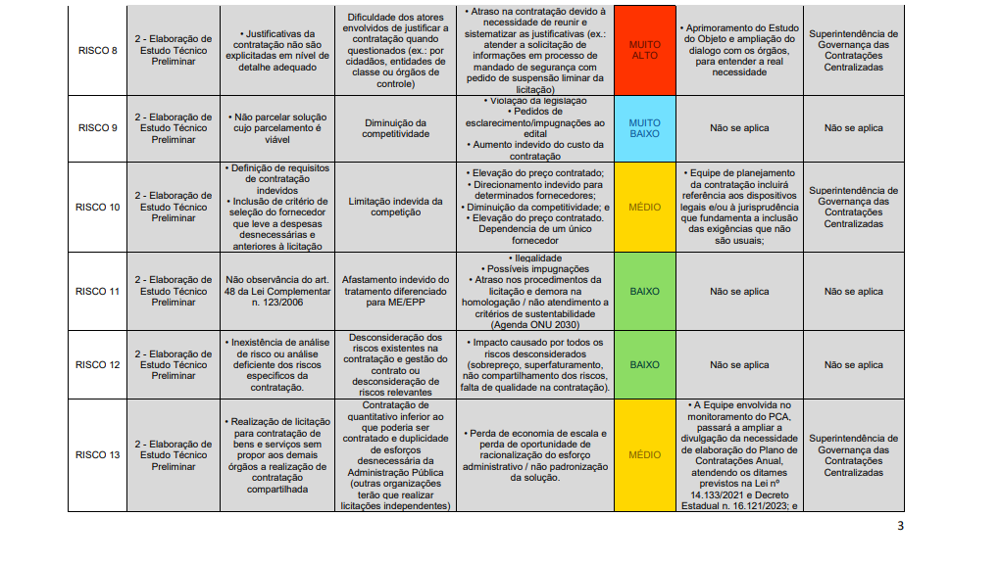 RISCO 8
2 - Elaboração de
Estudo Técnico
Preliminar
• Justificativas da
contratação não são
explicitadas em nível de
detalhe adequado
Dificuldade dos atores
envolvidos de justificar a
contratação quando
questionados (ex.: por
cidadãos, entidades de
classe ou órgãos de
controle)
• Atraso na contratação devido à
necessidade de reunir e
sistematizar as justificativas (ex.:
atender a solicitação de
informações em processo de
mandado de segurança com
pedido de suspensão liminar da
licitação)
MUITO
ALTO
• Aprimoramento do Estudo
do Objeto e ampliação do
dialogo com os órgãos,
para entender a real
necessidade
Superintendência de
Governança das
Contratações
Centralizadas
RISCO 9
2 - Elaboração de
Estudo Técnico
Preliminar
• Não parcelar solução
cujo parcelamento é
viável
Diminuição da
competitividade
• Violação da legislação
• Pedidos de
esclarecimento/impugnações ao
edital
• Aumento indevido do custo da
contratação
MUITO
BAIXO
Não se aplica
Não se aplica
RISCO 10
2 - Elaboração de
Estudo Técnico
Preliminar
• Definição de requisitos
de contratação
indevidos
• Inclusão de critério de
seleção do fornecedor
que leve a despesas
desnecessárias e
anteriores à licitação
Limitação indevida da
competição
• Elevação do preço contratado;
• Direcionamento indevido para
determinados fornecedores;
• Diminuição da competitividade; e
• Elevação do preço contratado.
Dependencia de um único
fornecedor
MÉDIO
• Equipe de planejamento
da contratação incluirá
referência aos dispositivos
legais e/ou à jurisprudência
que fundamenta a inclusão
das exigências que não
são usuais;
Superintendência de
Governança das
Contratações
Centralizadas
RISCO 11
2 - Elaboração de
Estudo Técnico
Preliminar
Não observância do art.
48 da Lei Complementar
n. 123/2006
Afastamento indevido do
tratamento diferenciado
para ME/EPP
• Ilegalidade
• Possíveis impugnações
• Atraso nos procedimentos da
licitação e demora na
homologação / não atendimento a
critérios de sustentabilidade
(Agenda ONU 2030)
BAIXO
Não se aplica
Não se aplica
RISCO 12
2 - Elaboração de
Estudo Técnico
Preliminar
• Inexistência de análise
de risco ou análise
deficiente dos riscos
especificos da
contratação.
Desconsideração dos
riscos existentes na
contratação e gestão do
contrato ou
desconsideração de
riscos relevantes
• Impacto causado por todos os
riscos desconsiderados
(sobrepreço, superfaturamento,
não compartilhamento dos riscos,
falta de qualidade na contratação).
BAIXO
Não se aplica
Não se aplica
RISCO 13
2 - Elaboração de
Estudo Técnico
Preliminar
• Realização de licitação
para contratação de
bens e serviços sem
propor aos demais
órgãos a realização de
contratação
compartilhada
Contratação de
quantitativo inferior ao
que poderia ser
contratado e duplicidade
de esforços
desnecessária da
Administração Pública
(outras organizações
terão que realizar
licitações independentes)
• Perda de economia de escala e
perda de oportunidade de
racionalização do esforço
administrativo / não padronização
da solução.
MÉDIO
• A Equipe envolvida no
monitoramento do PCA,
passará a ampliar a
divulgação da necessidade
de elaboração do Plano de
Contratações Anual,
atendendo os ditames
previstos na Lei nº
14.133/2021 e Decreto
Estadual n. 16.121/2023; e
Superintendência de
Governança das
Contratações
Centralizadas
3